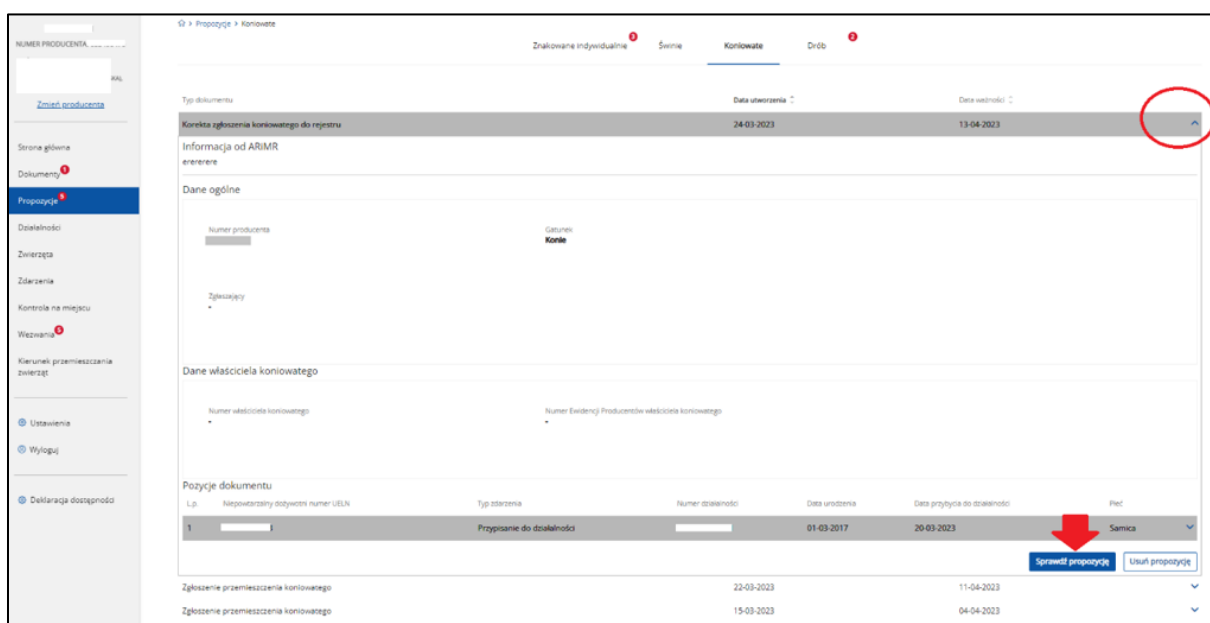 > Propozycje > Koniowate
NUMER PRODUCENTA
Zmień producenta
Strona główna
Dokumenty 1
Propozycje 5
Działalności
Zwierzęta
Zdarzenia
Kontrola na miejscu
Wezwania 5
Kierunek przemieszczania
zwierząt
Ustawienia
Wyloguj
Deklaracja dostępności
Znakowane indywidualnie 3 Świnie Koniowate Drób 2
Typ dokumentu Data utworzenia Data ważności
Korekta zgłoszenia koniowatego do rejestru 24-03-2023 13-04-2023
Informacja od ARiMR
erererere
Dane ogólne
Numer producenta Gatunek
Konie
Zgłaszający
-
Dane właściciela koniowatego
Numer właściciela koniowatego Numer Ewidencji Producentów właściciela koniowatego
- -
Pozycje dokumentu
L.p. Niepowtarzalny dożywotni numer UELN Typ zdarzenia Numer działalności Data urodzenia Data przybycia do działalności Płeć
1 Przypisanie do działalności 01-03-2017 20-03-2023 Samica
Sprawdź propozycję Usuń propozycję
Zgłoszenie przemieszczenia koniowatego 22-03-2023 11-04-2023
Zgłoszenie przemieszczenia koniowatego 15-03-2023 04-04-2023